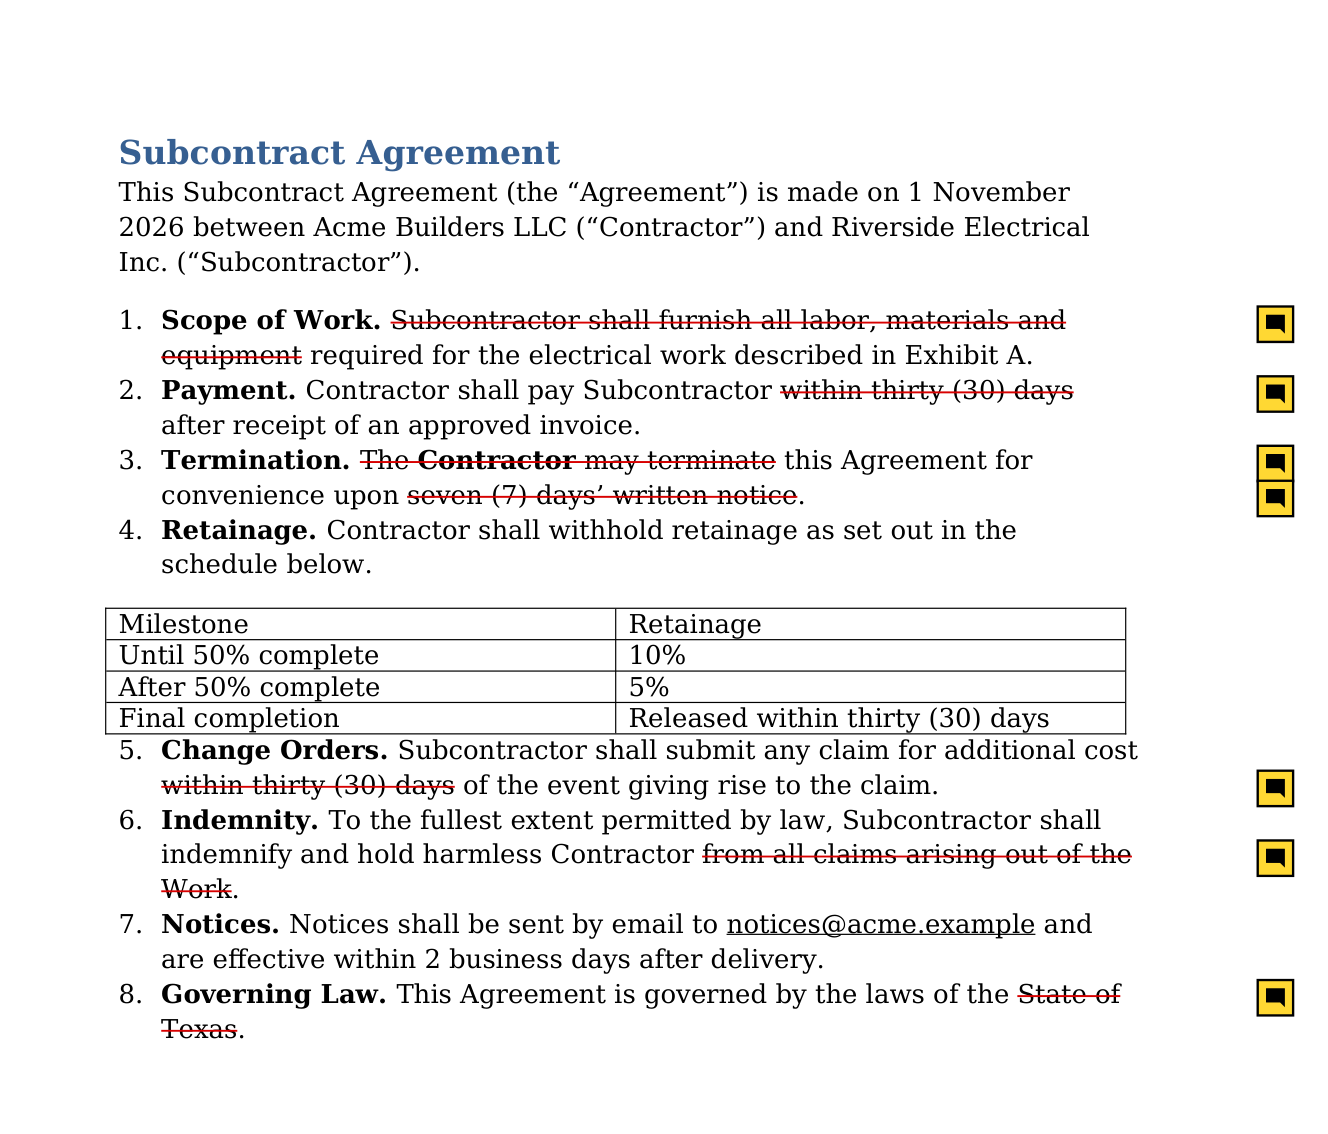 Subcontract Agreement
This Subcontract Agreement (the “Agreement”) is made on 1 November
2026 between Acme Builders LLC (“Contractor”) and Riverside Electrical
Inc. (“Subcontractor”).
1. Scope of Work. Subcontractor shall furnish all labor, materials and
equipment required for the electrical work described in Exhibit A.
2. Payment. Contractor shall pay Subcontractor within thirty (30) days
after receipt of an approved invoice.
3. Termination. The Contractor may terminate this Agreement for
convenience upon seven (7) days’ written notice.
4. Retainage. Contractor shall withhold retainage as set out in the
schedule below.
Milestone Retainage
Until 50% complete 10%
After 50% complete 5%
Final completion Released within thirty (30) days
5. Change Orders. Subcontractor shall submit any claim for additional cost
within thirty (30) days of the event giving rise to the claim.
6. Indemnity. To the fullest extent permitted by law, Subcontractor shall
indemnify and hold harmless Contractor from all claims arising out of the
Work.
7. Notices. Notices shall be sent by email to notices@acme.example and
are effective within 2 business days after delivery.
8. Governing Law. This Agreement is governed by the laws of the State of
Texas.